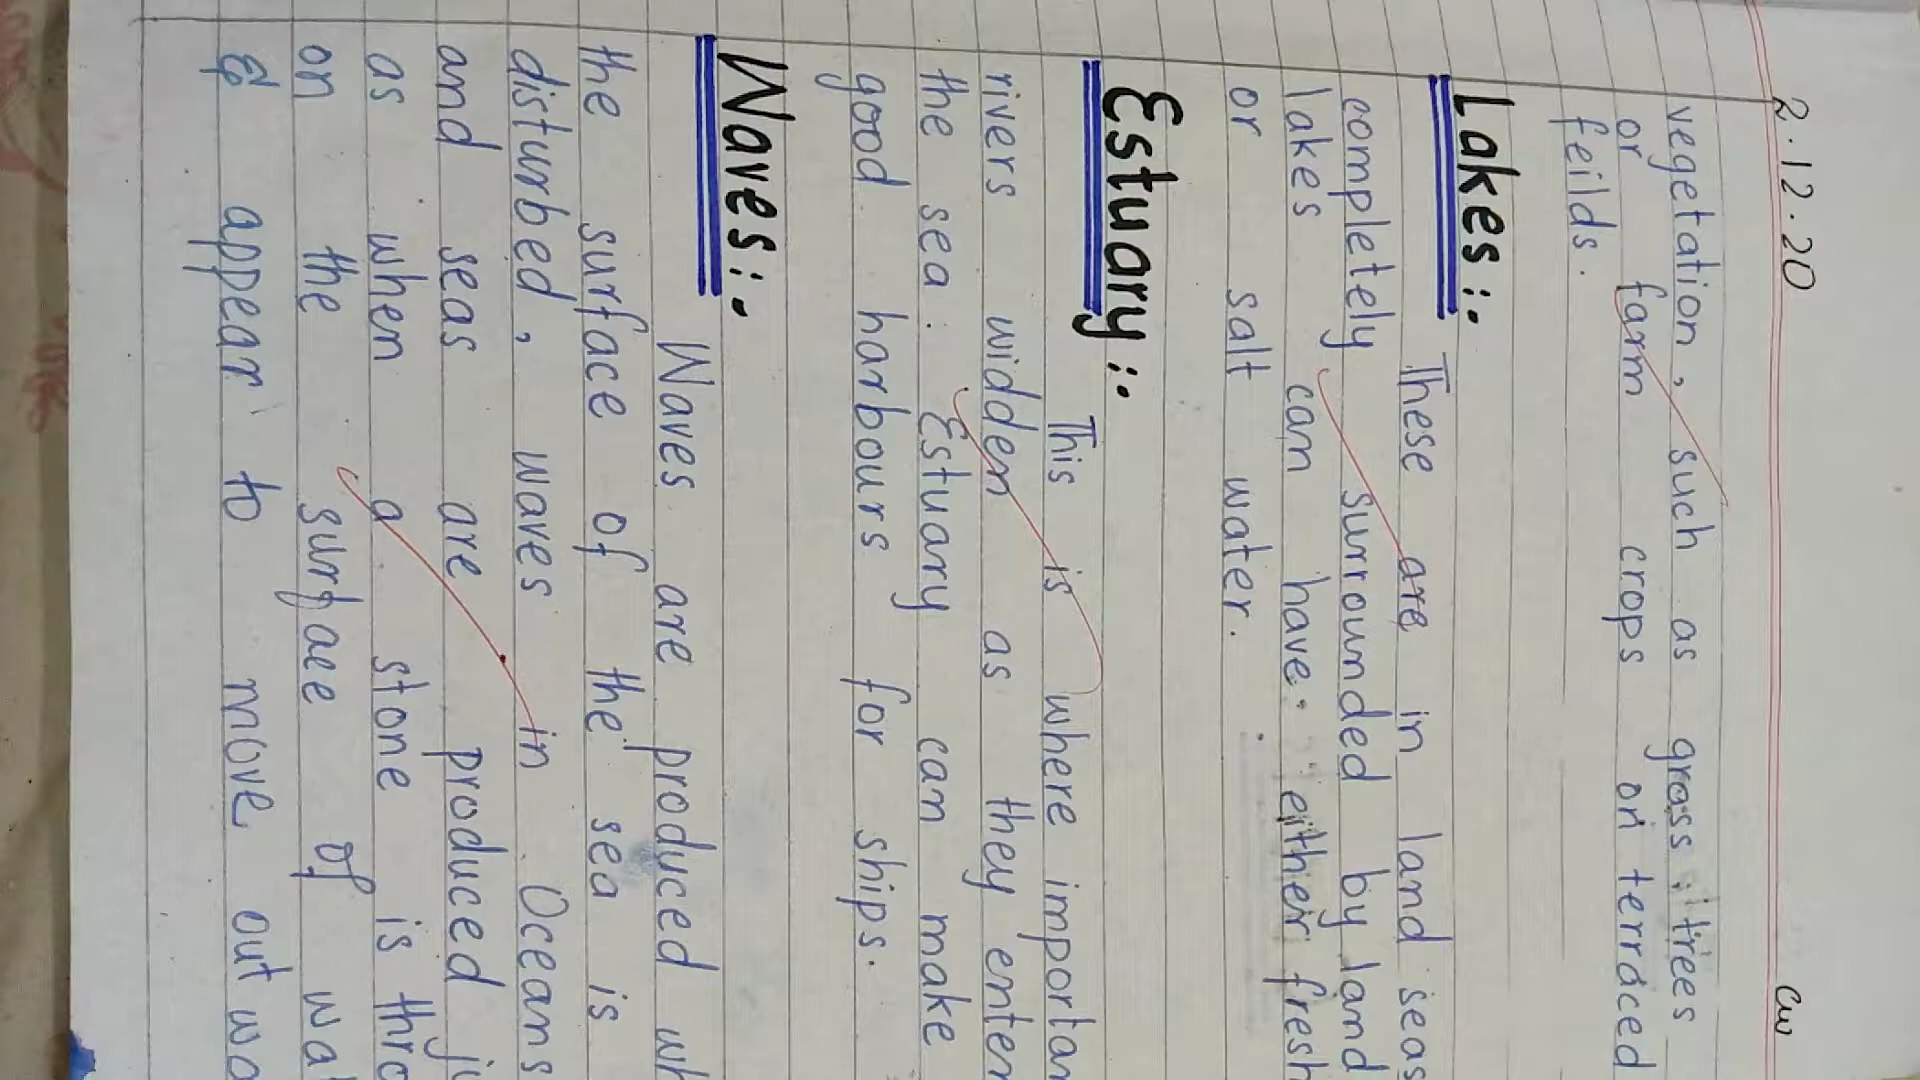 2.12.20 CW
vegetation, such as grass, trees
or farm crops on terraced
feilds.
Lakes:.
These are in land seas
completely surrounded by land
lakes can have either fresh
or salt water.
Estuary:.
This is where importan
rivers widden as they enter
the sea. Estuary can make
good harbours for ships.
Waves:.
Waves are produced wh
the surface of the sea is
disturbed, waves in Oceans
and seas are produced ju
as when a stone is thro
on the surface of wa
& appear to move outwa